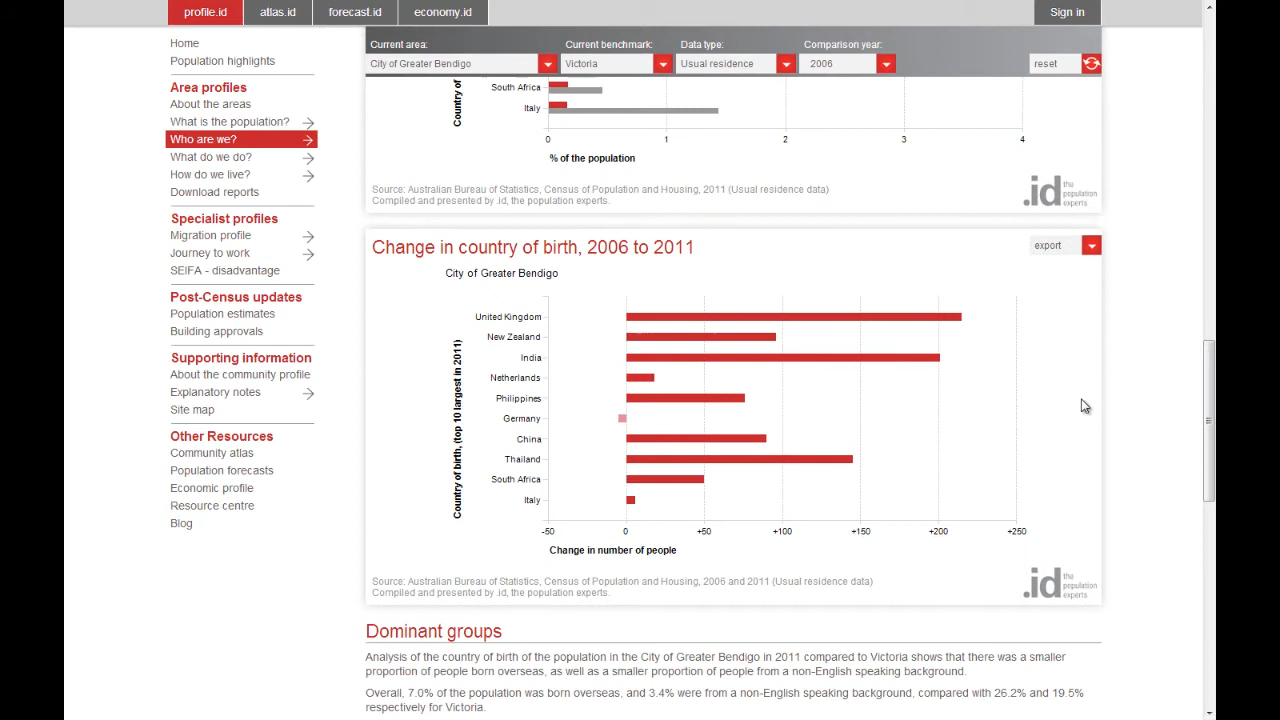 profile.id atlas.id forecast.id economy.id Sign in
Home
Population highlights
Area profiles
About the areas
What is the population?
Who are we?
What do we do?
How do we live?
Download reports
Specialist profiles
Migration profile
Journey to work
SEIFA - disadvantage
Post-Census updates
Population estimates
Building approvals
Supporting information
About the community profile
Explanatory notes
Site map
Other Resources
Community atlas
Population forecasts
Economic profile
Resource centre
Blog
Current area: Current benchmark: Data type: Comparison year:
City of Greater Bendigo Victoria Usual residence 2006 reset
Country of
South Africa
Italy
0 1 2 3 4
% of the population
Source: Australian Bureau of Statistics, Census of Population and Housing, 2011 (Usual residence data)
Compiled and presented by .id, the population experts.
.id the population experts
Change in country of birth, 2006 to 2011
export
City of Greater Bendigo
Country of birth, (top 10 largest in 2011)
United Kingdom
New Zealand
India
Netherlands
Philippines
Germany
China
Thailand
South Africa
Italy
-50 0 +50 +100 +150 +200 +250
Change in number of people
Source: Australian Bureau of Statistics, Census of Population and Housing, 2006 and 2011 (Usual residence data)
Compiled and presented by .id, the population experts.
.id the population experts
Dominant groups
Analysis of the country of birth of the population in the City of Greater Bendigo in 2011 compared to Victoria shows that there was a smaller
proportion of people born overseas, as well as a smaller proportion of people from a non-English speaking background.
Overall, 7.0% of the population was born overseas, and 3.4% were from a non-English speaking background, compared with 26.2% and 19.5%
respectively for Victoria.